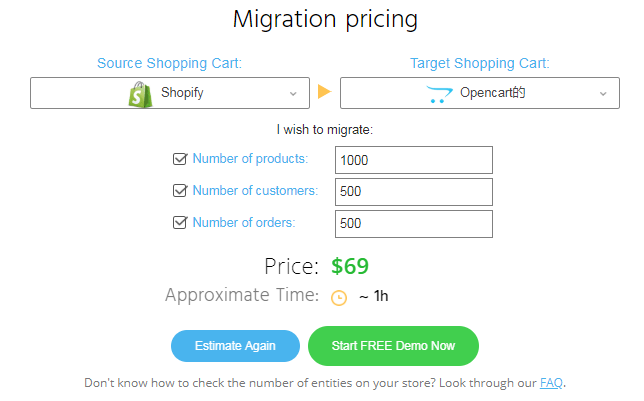 Migration pricing
Source Shopping Cart: Target Shopping Cart:
Shopify Opencart的
I wish to migrate:
Number of products: 1000
Number of customers: 500
Number of orders: 500
Price: $69
Approximate Time: ~ 1h
Estimate Again Start FREE Demo Now
Don't know how to check the number of entities on your store? Look through our FAQ.